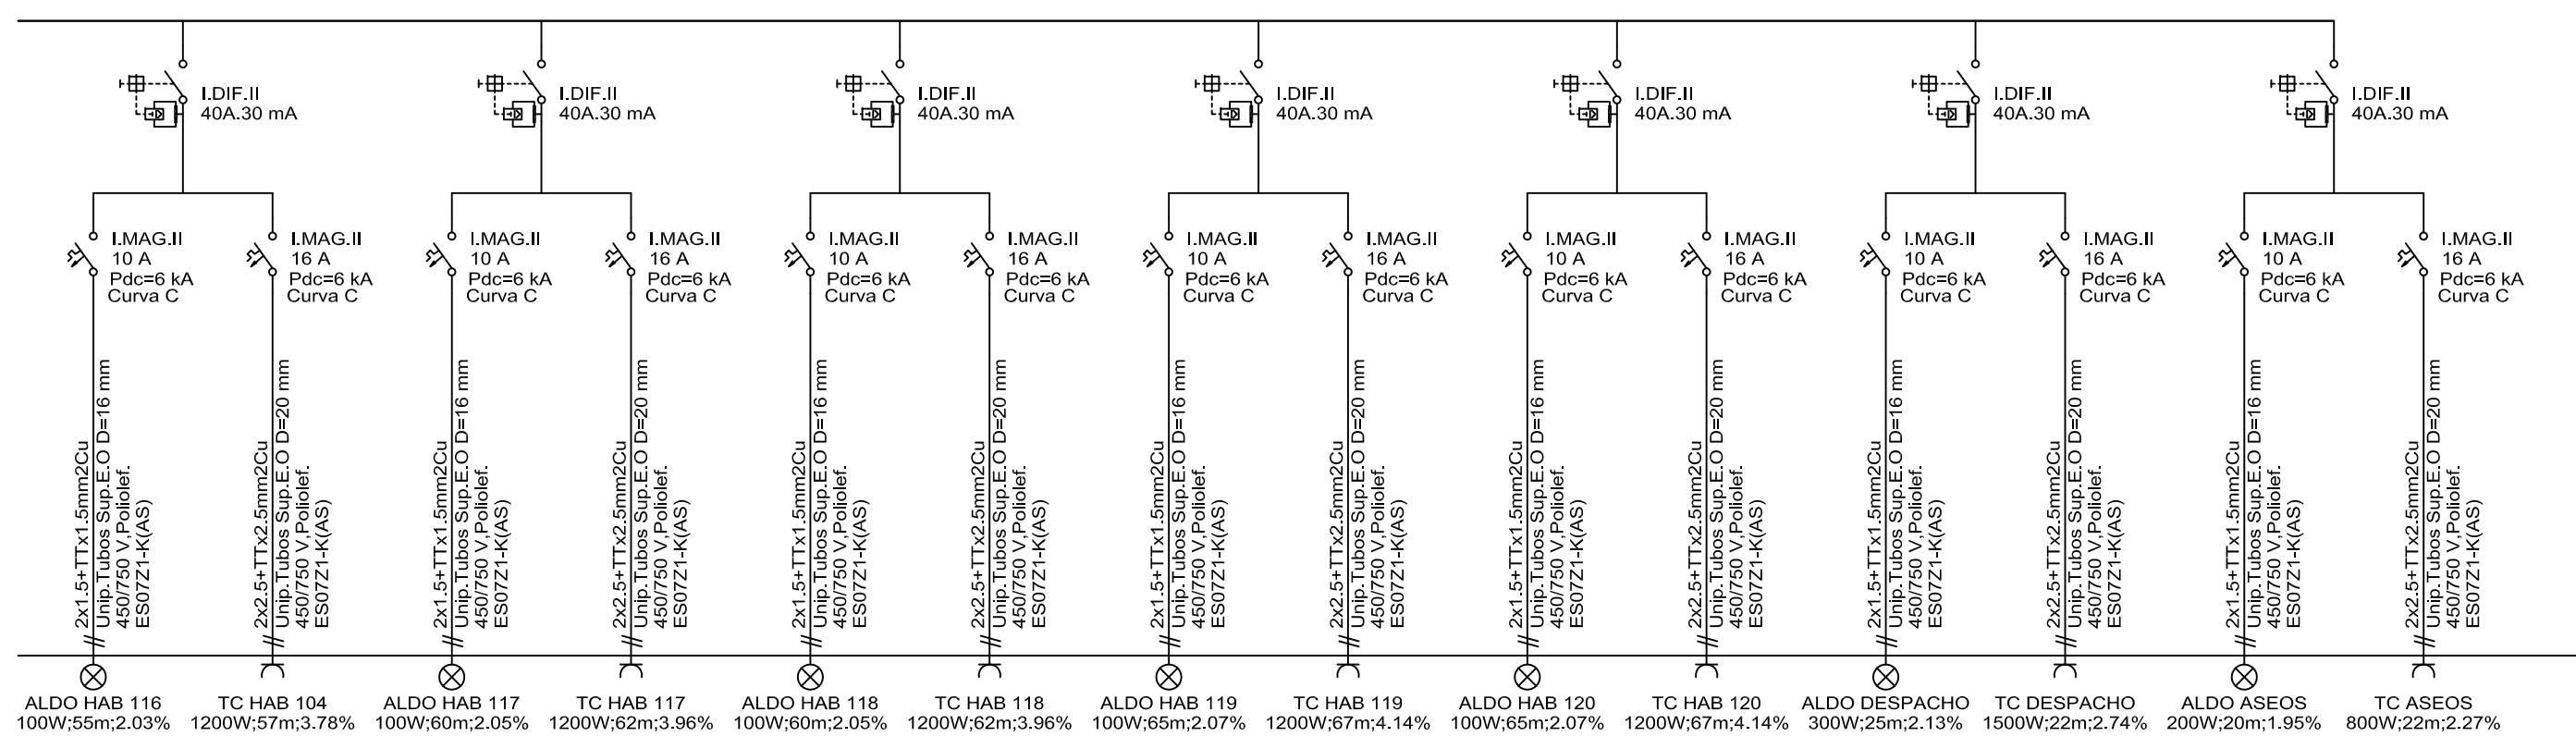 I.DIF.II
40A.30 mA
I.DIF.II
40A.30 mA
I.DIF.II
40A.30 mA
I.DIF.II
40A.30 mA
I.DIF.II
40A.30 mA
I.DIF.II
40A.30 mA
I.DIF.II
40A.30 mA
I.MAG.II
10 A
Pdc=6 kA
Curva C
I.MAG.II
16 A
Pdc=6 kA
Curva C
I.MAG.II
10 A
Pdc=6 kA
Curva C
I.MAG.II
16 A
Pdc=6 kA
Curva C
I.MAG.II
10 A
Pdc=6 kA
Curva C
I.MAG.II
16 A
Pdc=6 kA
Curva C
I.MAG.II
10 A
Pdc=6 kA
Curva C
I.MAG.II
16 A
Pdc=6 kA
Curva C
I.MAG.II
10 A
Pdc=6 kA
Curva C
I.MAG.II
16 A
Pdc=6 kA
Curva C
I.MAG.II
10 A
Pdc=6 kA
Curva C
I.MAG.II
16 A
Pdc=6 kA
Curva C
I.MAG.II
10 A
Pdc=6 kA
Curva C
I.MAG.II
16 A
Pdc=6 kA
Curva C
2x1.5+TTx1.5mm2Cu
Unip.Tubos Sup.E.O D=16 mm
450/750 V,Poliolef.
ES07Z1-K(AS)
2x2.5+TTx2.5mm2Cu
Unip.Tubos Sup.E.O D=20 mm
450/750 V,Poliolef.
ES07Z1-K(AS)
2x1.5+TTx1.5mm2Cu
Unip.Tubos Sup.E.O D=16 mm
450/750 V,Poliolef.
ES07Z1-K(AS)
2x2.5+TTx2.5mm2Cu
Unip.Tubos Sup.E.O D=20 mm
450/750 V,Poliolef.
ES07Z1-K(AS)
2x1.5+TTx1.5mm2Cu
Unip.Tubos Sup.E.O D=16 mm
450/750 V,Poliolef.
ES07Z1-K(AS)
2x2.5+TTx2.5mm2Cu
Unip.Tubos Sup.E.O D=20 mm
450/750 V,Poliolef.
ES07Z1-K(AS)
2x1.5+TTx1.5mm2Cu
Unip.Tubos Sup.E.O D=16 mm
450/750 V,Poliolef.
ES07Z1-K(AS)
2x2.5+TTx2.5mm2Cu
Unip.Tubos Sup.E.O D=20 mm
450/750 V,Poliolef.
ES07Z1-K(AS)
2x1.5+TTx1.5mm2Cu
Unip.Tubos Sup.E.O D=16 mm
450/750 V,Poliolef.
ES07Z1-K(AS)
2x2.5+TTx2.5mm2Cu
Unip.Tubos Sup.E.O D=20 mm
450/750 V,Poliolef.
ES07Z1-K(AS)
2x1.5+TTx1.5mm2Cu
Unip.Tubos Sup.E.O D=16 mm
450/750 V,Poliolef.
ES07Z1-K(AS)
2x2.5+TTx2.5mm2Cu
Unip.Tubos Sup.E.O D=20 mm
450/750 V,Poliolef.
ES07Z1-K(AS)
2x1.5+TTx1.5mm2Cu
Unip.Tubos Sup.E.O D=16 mm
450/750 V,Poliolef.
ES07Z1-K(AS)
2x2.5+TTx2.5mm2Cu
Unip.Tubos Sup.E.O D=20 mm
450/750 V,Poliolef.
ES07Z1-K(AS)
ALDO HAB 116
100W;55m;2.03%
TC HAB 104
1200W;57m;3.78%
ALDO HAB 117
100W;60m;2.05%
TC HAB 117
1200W;62m;3.96%
ALDO HAB 118
100W;60m;2.05%
TC HAB 118
1200W;62m;3.96%
ALDO HAB 119
100W;65m;2.07%
TC HAB 119
1200W;67m;4.14%
ALDO HAB 120
100W;65m;2.07%
TC HAB 120
1200W;67m;4.14%
ALDO DESPACHO
300W;25m;2.13%
TC DESPACHO
1500W;22m;2.74%
ALDO ASEOS
200W;20m;1.95%
TC ASEOS
800W;22m;2.27%